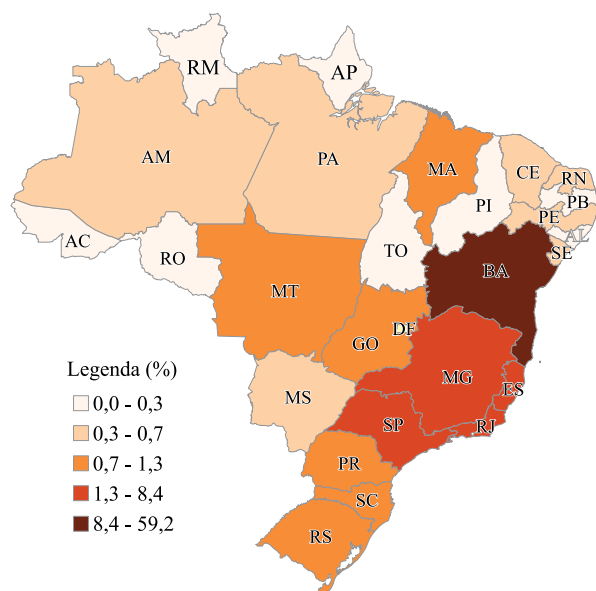 RM
AP
AM
PA
MA
CE
RN
PB
PI
PE
AL
SE
AC
RO
TO
BA
MT
DF
GO
MG
ES
MS
SP
RJ
PR
SC
RS
Legenda (%)
0,0 - 0,3
0,3 - 0,7
0,7 - 1,3
1,3 - 8,4
8,4 - 59,2